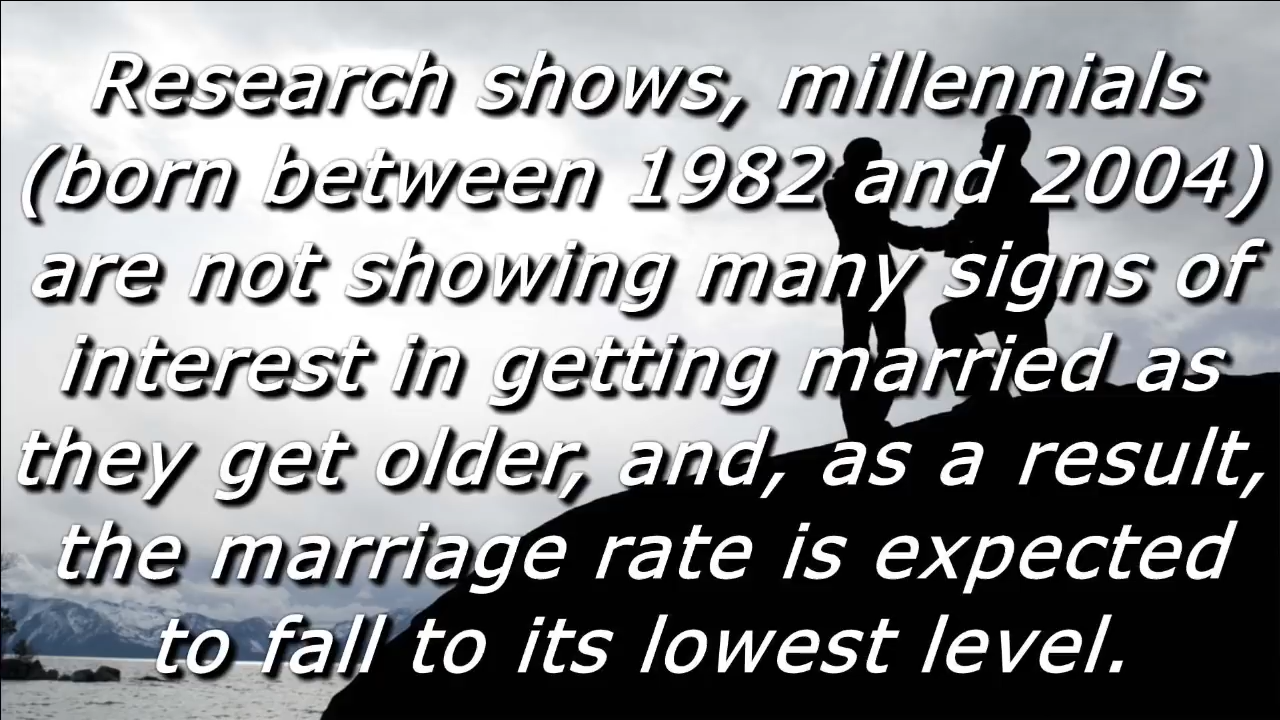 Research shows, millennials
(born between 1982 and 2004)
are not showing many signs of
interest in getting married as
they get older, and, as a result,
the marriage rate is expected
to fall to its lowest level.